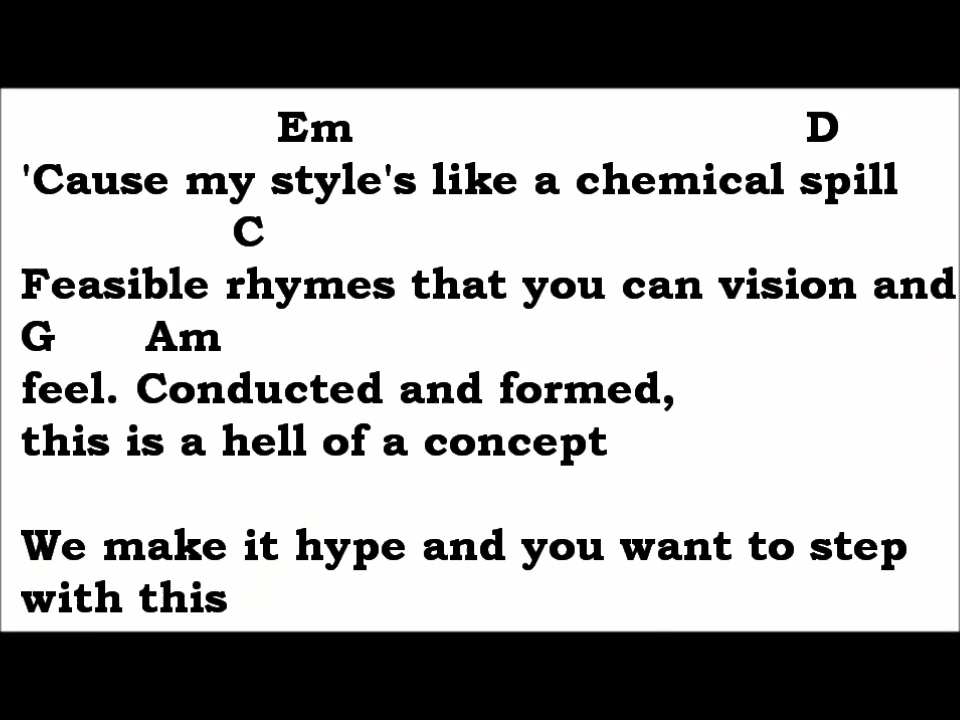 Em D
'Cause my style's like a chemical spill
C
Feasible rhymes that you can vision and
G Am
feel. Conducted and formed,
this is a hell of a concept
We make it hype and you want to step
with this